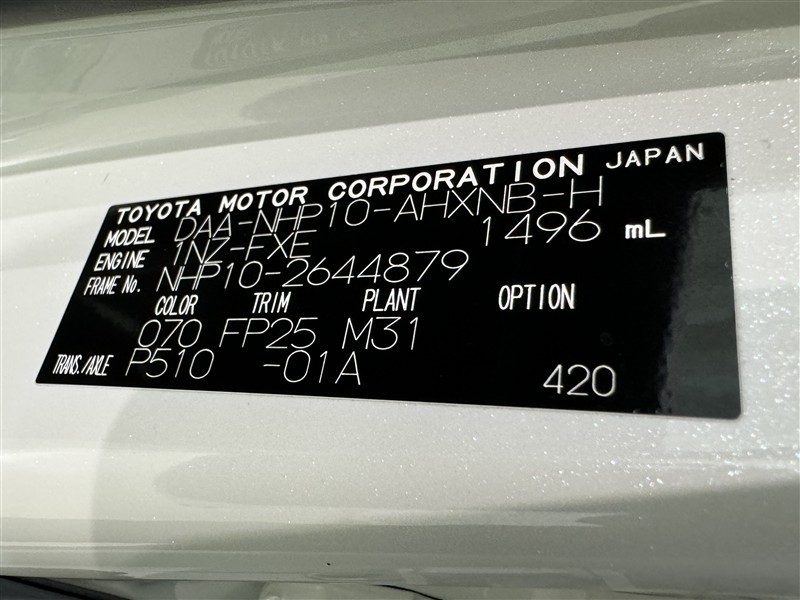 TOYOTA MOTOR CORPORATION JAPAN
MODEL DAA-NHP10-AHXNB-H
ENGINE 1NZ-FXE 1496 mL
FRAME No. NHP10-2644879
COLOR TRIM PLANT OPTION
070 FP25 M31
TRANS./AXLE P510 -01A 420